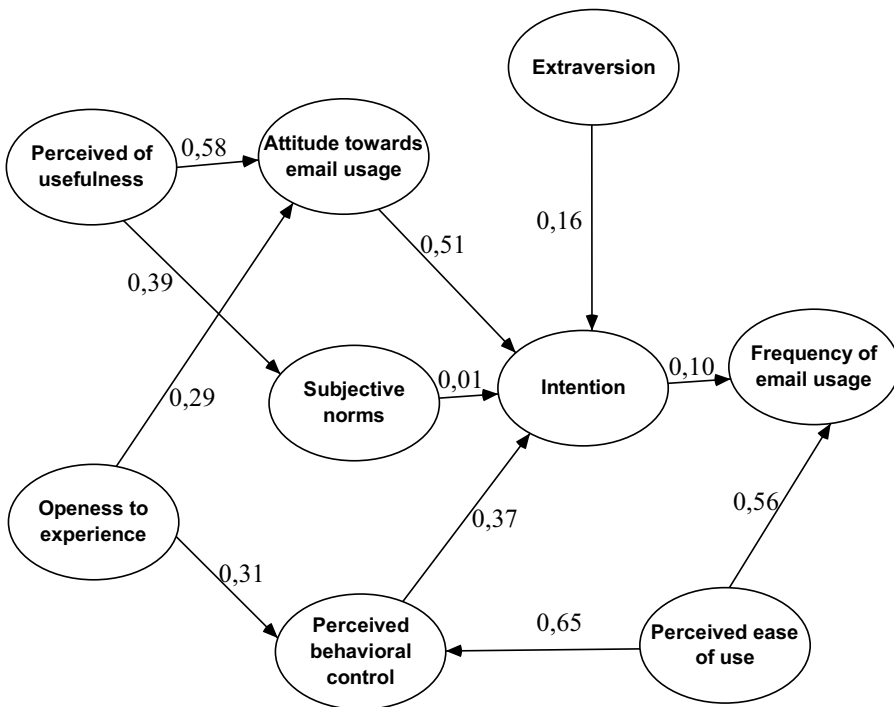 Extraversion
Perceived of
usefulness
0,58
Attitude towards
email usage
0,51
0,16
0,39
Subjective
norms
0,01
Intention
0,10
Frequency of
email usage
0,29
Openess to
experience
0,31
0,37
0,56
Perceived
behavioral
control
0,65
Perceived ease
of use